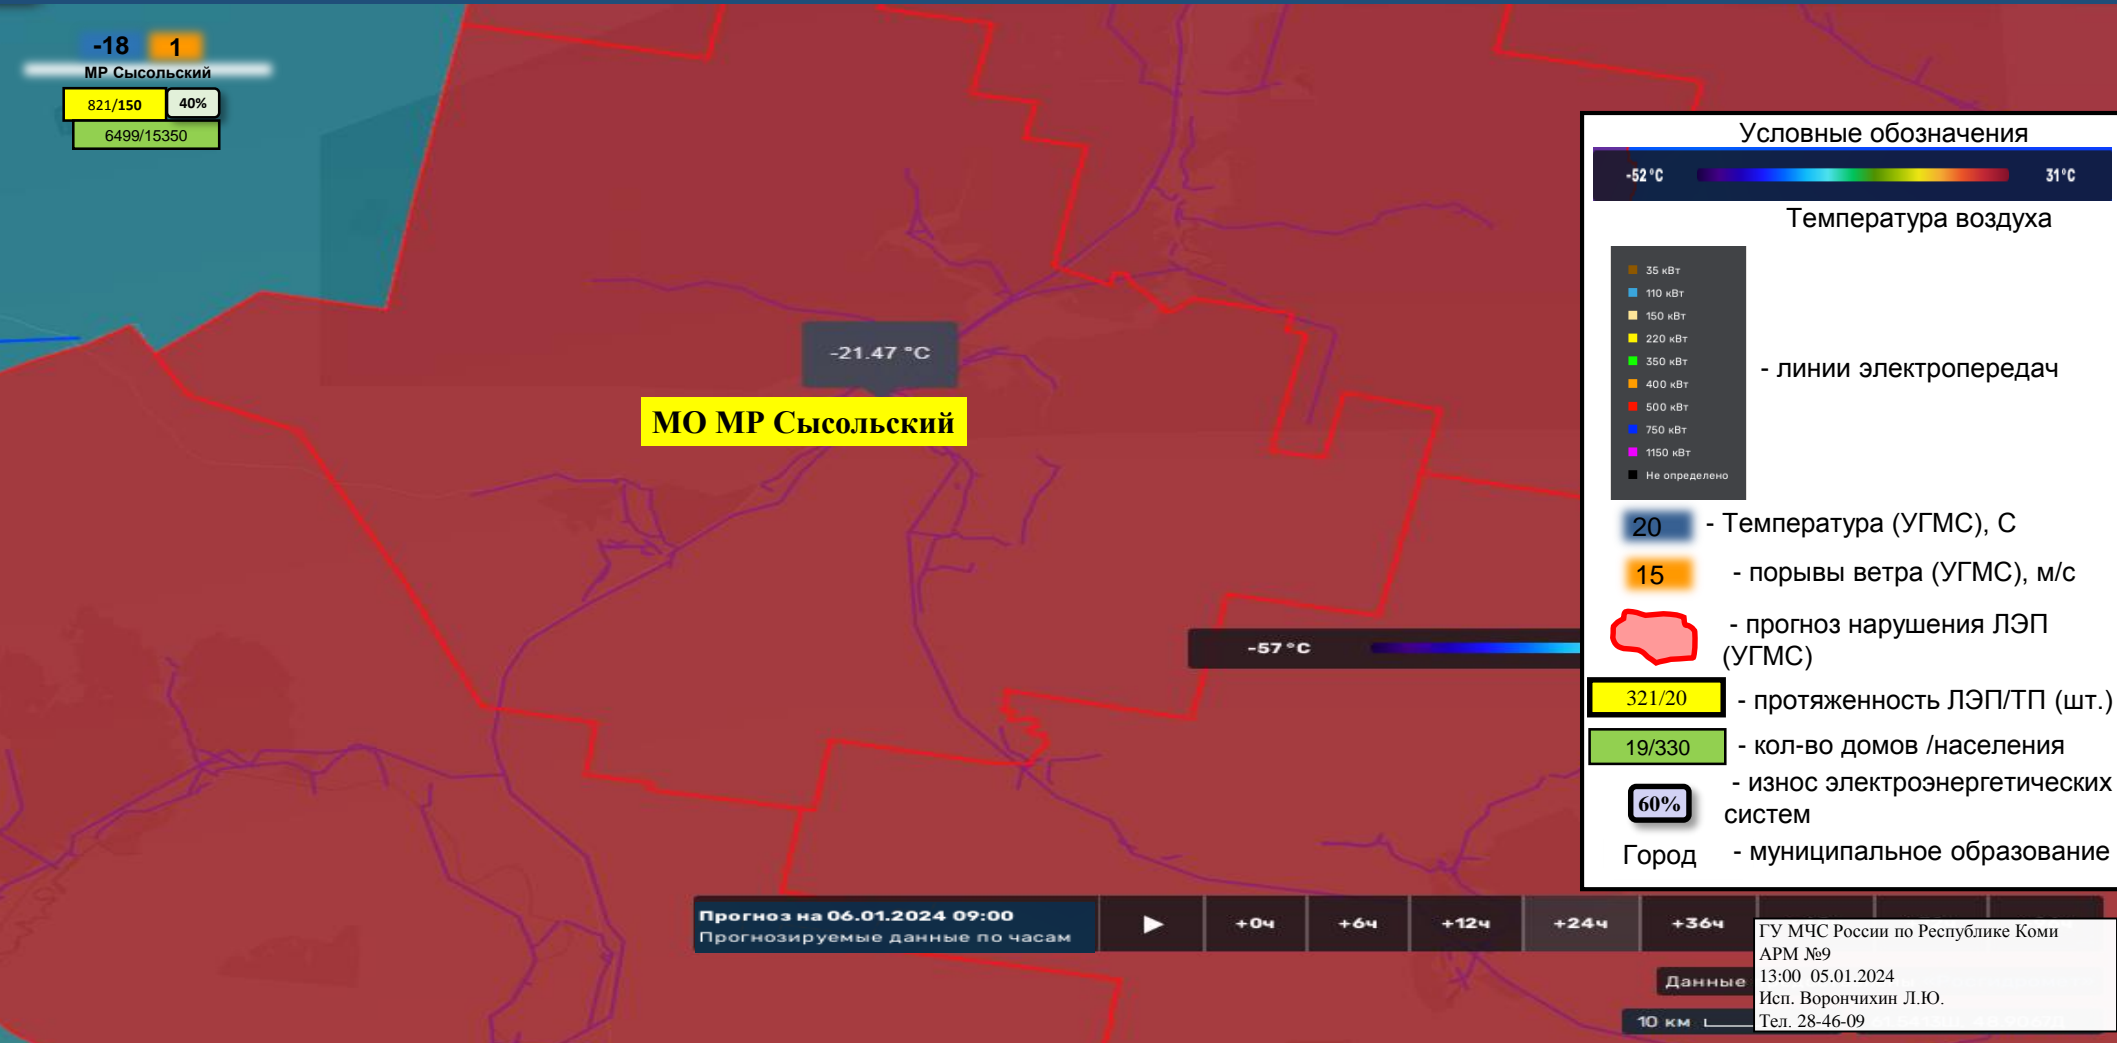 -18 1
МР Сысольский
821/150 40%
6499/15350
-21.47 °C
МО МР Сысольский
-57 °C
Условные обозначения
-52 °C 31°C
Температура воздуха
35 кВт
110 кВт
150 кВт
220 кВт
350 кВт
400 кВт
500 кВт
750 кВт
1150 кВт
Не определено
- линии электропередач
20 - Температура (УГМС), С
15 - порывы ветра (УГМС), м/с
- прогноз нарушения ЛЭП
(УГМС)
321/20 - протяженность ЛЭП/ТП (шт.)
19/330 - кол-во домов /населения
- износ электроэнергетических
60%
систем
Город - муниципальное образование
Прогноз на 06.01.2024 09:00
Прогнозируемые данные по часам
+0ч +6ч +12ч +24ч +36ч
Данные
10 км
ГУ МЧС России по Республике Коми
АРМ №9
13:00 05.01.2024
Исп. Ворончихин Л.Ю.
Тел. 28-46-09